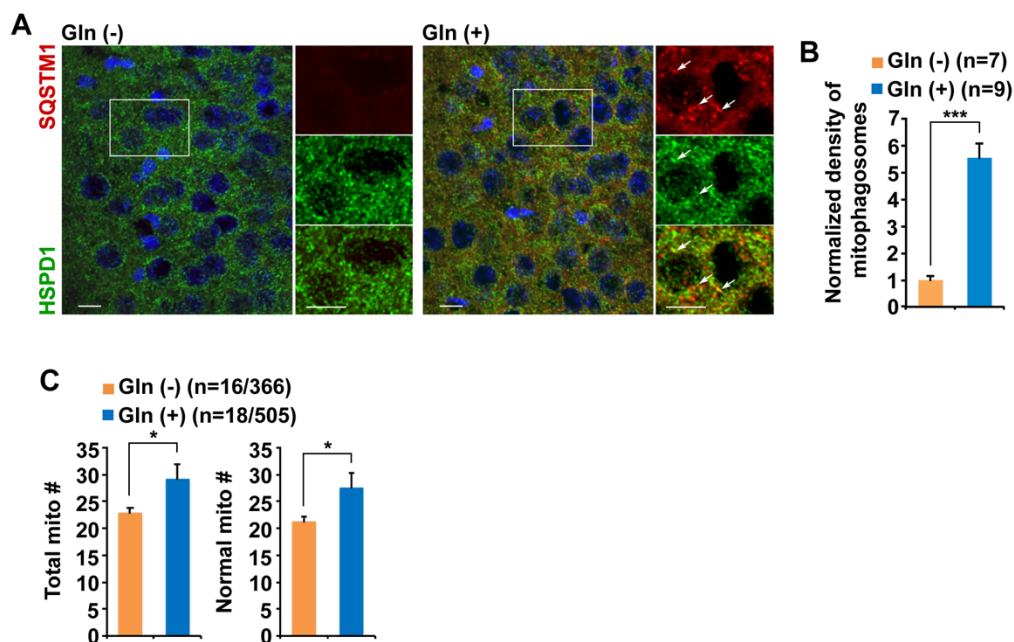 A
Gln (-)
Gln (+)
SQSTM1
HSPD1
B
Gln (-) (n=7)
Gln (+) (n=9)
Normalized density of
mitophagosomes
***
7
6
5
4
3
2
1
0
C
Gln (-) (n=16/366)
Gln (+) (n=18/505)
Total mito #
*
35
30
25
20
15
10
5
0
Normal mito #
*
35
30
25
20
15
10
5
0